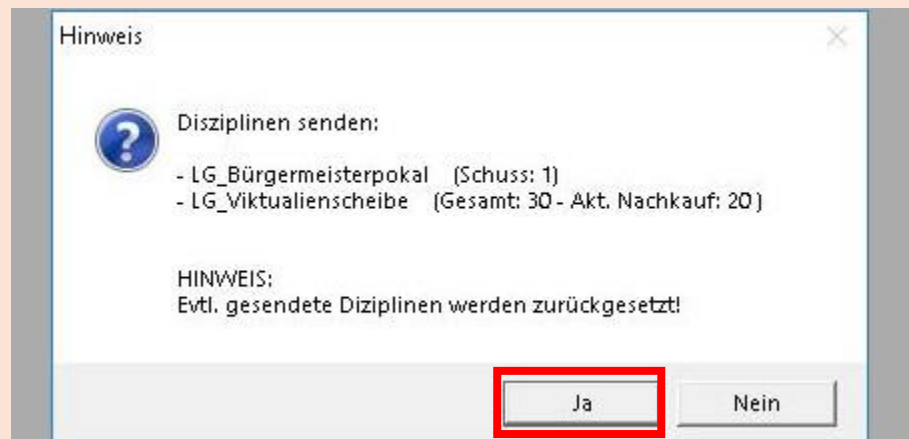 Hinweis
Disziplinen senden:
- LG_Bürgermeisterpokal (Schuss: 1)
- LG_Viktualienscheibe (Gesamt: 30 - Akt. Nachkauf: 20 )
HINWEIS:
Evtl. gesendete Diziplinen werden zurückgesetzt!
Ja Nein